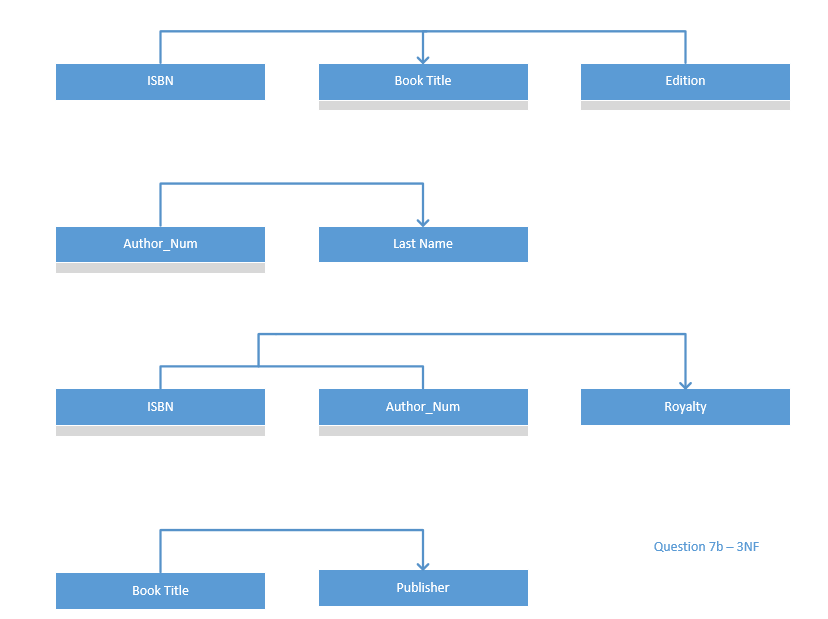 ISBN
Book Title
Edition
Author_Num
Last Name
ISBN
Author_Num
Royalty
Question 7b – 3NF
Book Title
Publisher